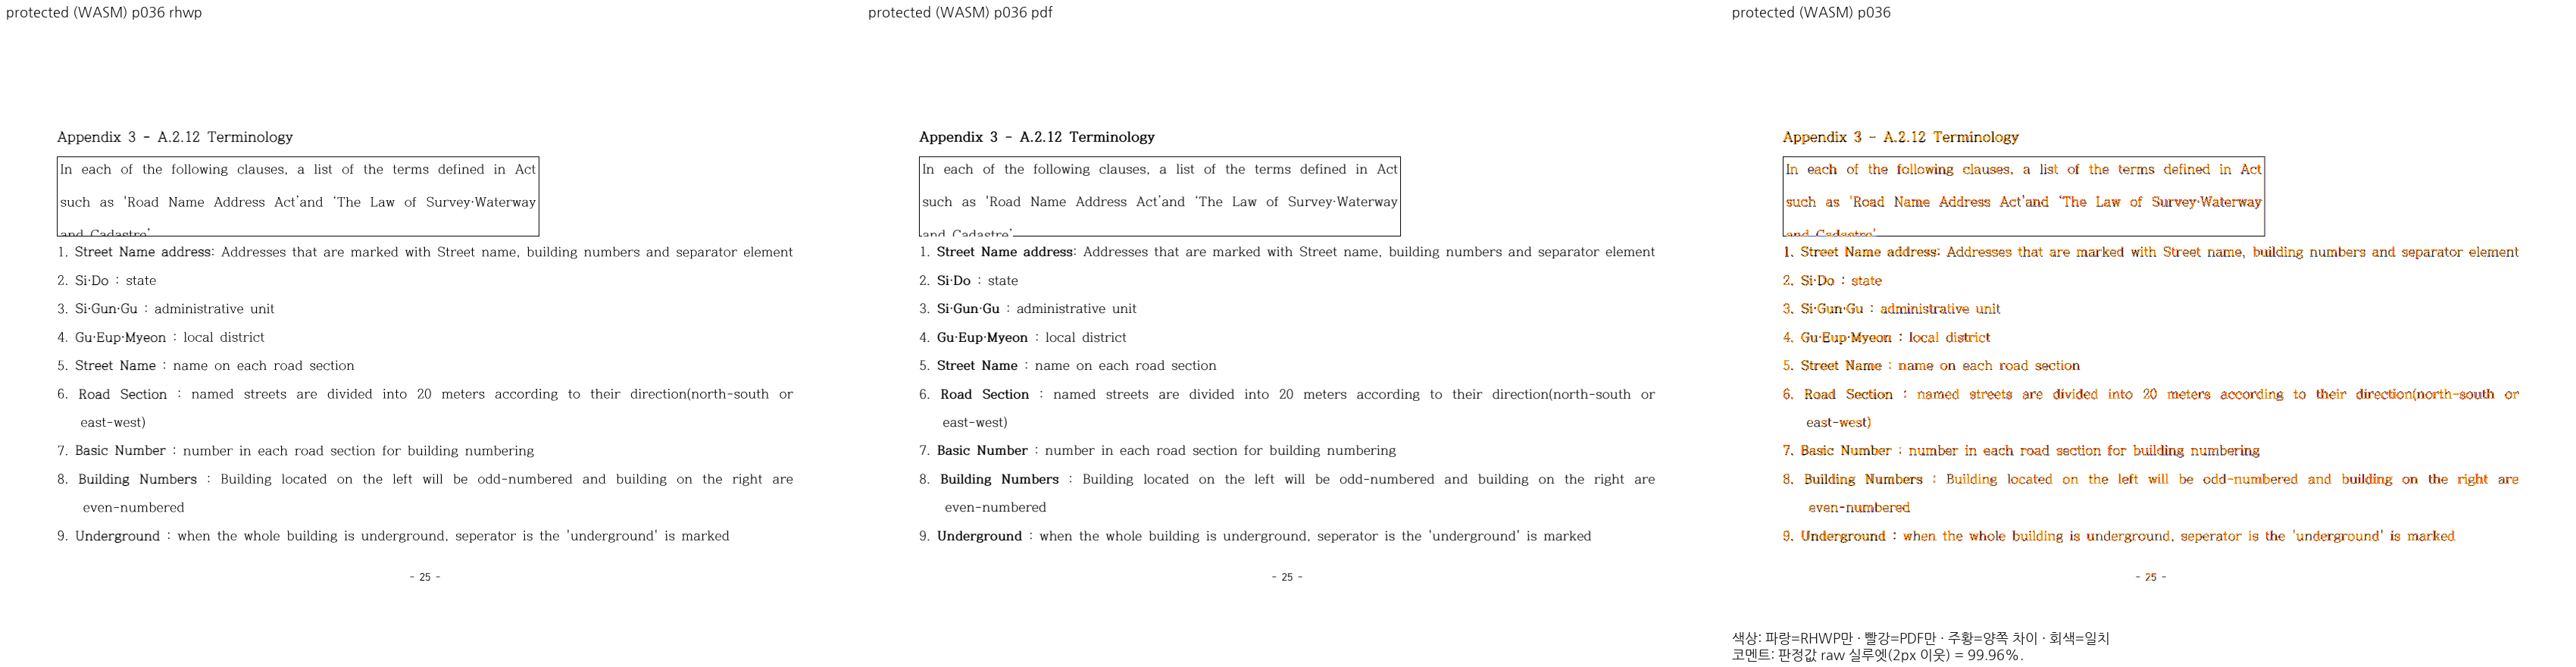 protected (WASM) p036 rhwp
Appendix 3 - A.2.12 Terminology
In each of the following clauses, a list of the terms defined in Act
such as 'Road Name Address Act'and 'The Law of Survey·Waterway
and Cadastre'
1. Street Name address: Addresses that are marked with Street name, building numbers and separator element
2. Si·Do : state
3. Si·Gun·Gu : administrative unit
4. Gu·Eup·Myeon : local district
5. Street Name : name on each road section
6. Road Section : named streets are divided into 20 meters according to their direction(north-south or
east-west)
7. Basic Number : number in each road section for building numbering
8. Building Numbers : Building located on the left will be odd-numbered and building on the right are
even-numbered
9. Underground : when the whole building is underground, seperator is the 'underground' is marked
- 25 -
protected (WASM) p036 pdf
Appendix 3 - A.2.12 Terminology
In each of the following clauses, a list of the terms defined in Act
such as 'Road Name Address Act'and 'The Law of Survey·Waterway
and Cadastre'
1. Street Name address: Addresses that are marked with Street name, building numbers and separator element
2. Si·Do : state
3. Si·Gun·Gu : administrative unit
4. Gu·Eup·Myeon : local district
5. Street Name : name on each road section
6. Road Section : named streets are divided into 20 meters according to their direction(north-south or
east-west)
7. Basic Number : number in each road section for building numbering
8. Building Numbers : Building located on the left will be odd-numbered and building on the right are
even-numbered
9. Underground : when the whole building is underground, seperator is the 'underground' is marked
- 25 -
protected (WASM) p036
Appendix 3 - A.2.12 Terminology
In each of the following clauses, a list of the terms defined in Act
such as 'Road Name Address Act'and 'The Law of Survey·Waterway
and Cadastre'
1. Street Name address: Addresses that are marked with Street name, building numbers and separator element
2. Si·Do : state
3. Si·Gun·Gu : administrative unit
4. Gu·Eup·Myeon : local district
5. Street Name : name on each road section
6. Road Section : named streets are divided into 20 meters according to their direction(north-south or
east-west)
7. Basic Number : number in each road section for building numbering
8. Building Numbers : Building located on the left will be odd-numbered and building on the right are
even-numbered
9. Underground : when the whole building is underground, seperator is the 'underground' is marked
- 25 -
색상: 파랑=RHWP만 · 빨강=PDF만 · 주황=양쪽 차이 · 회색=일치
코멘트: 판정값 raw 실루엣(2px 이웃) = 99.96%.